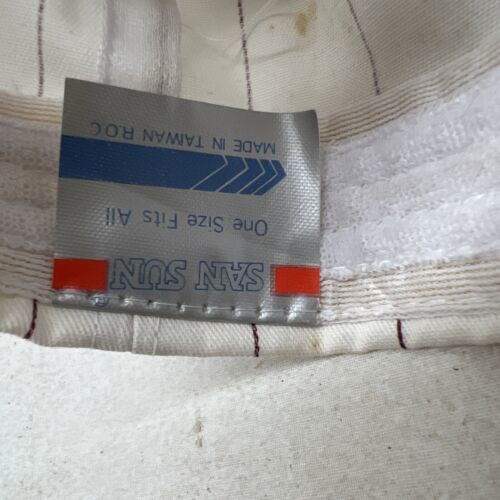 SAN SUN
One Size Fits All
MADE IN TAIWAN R.O.C